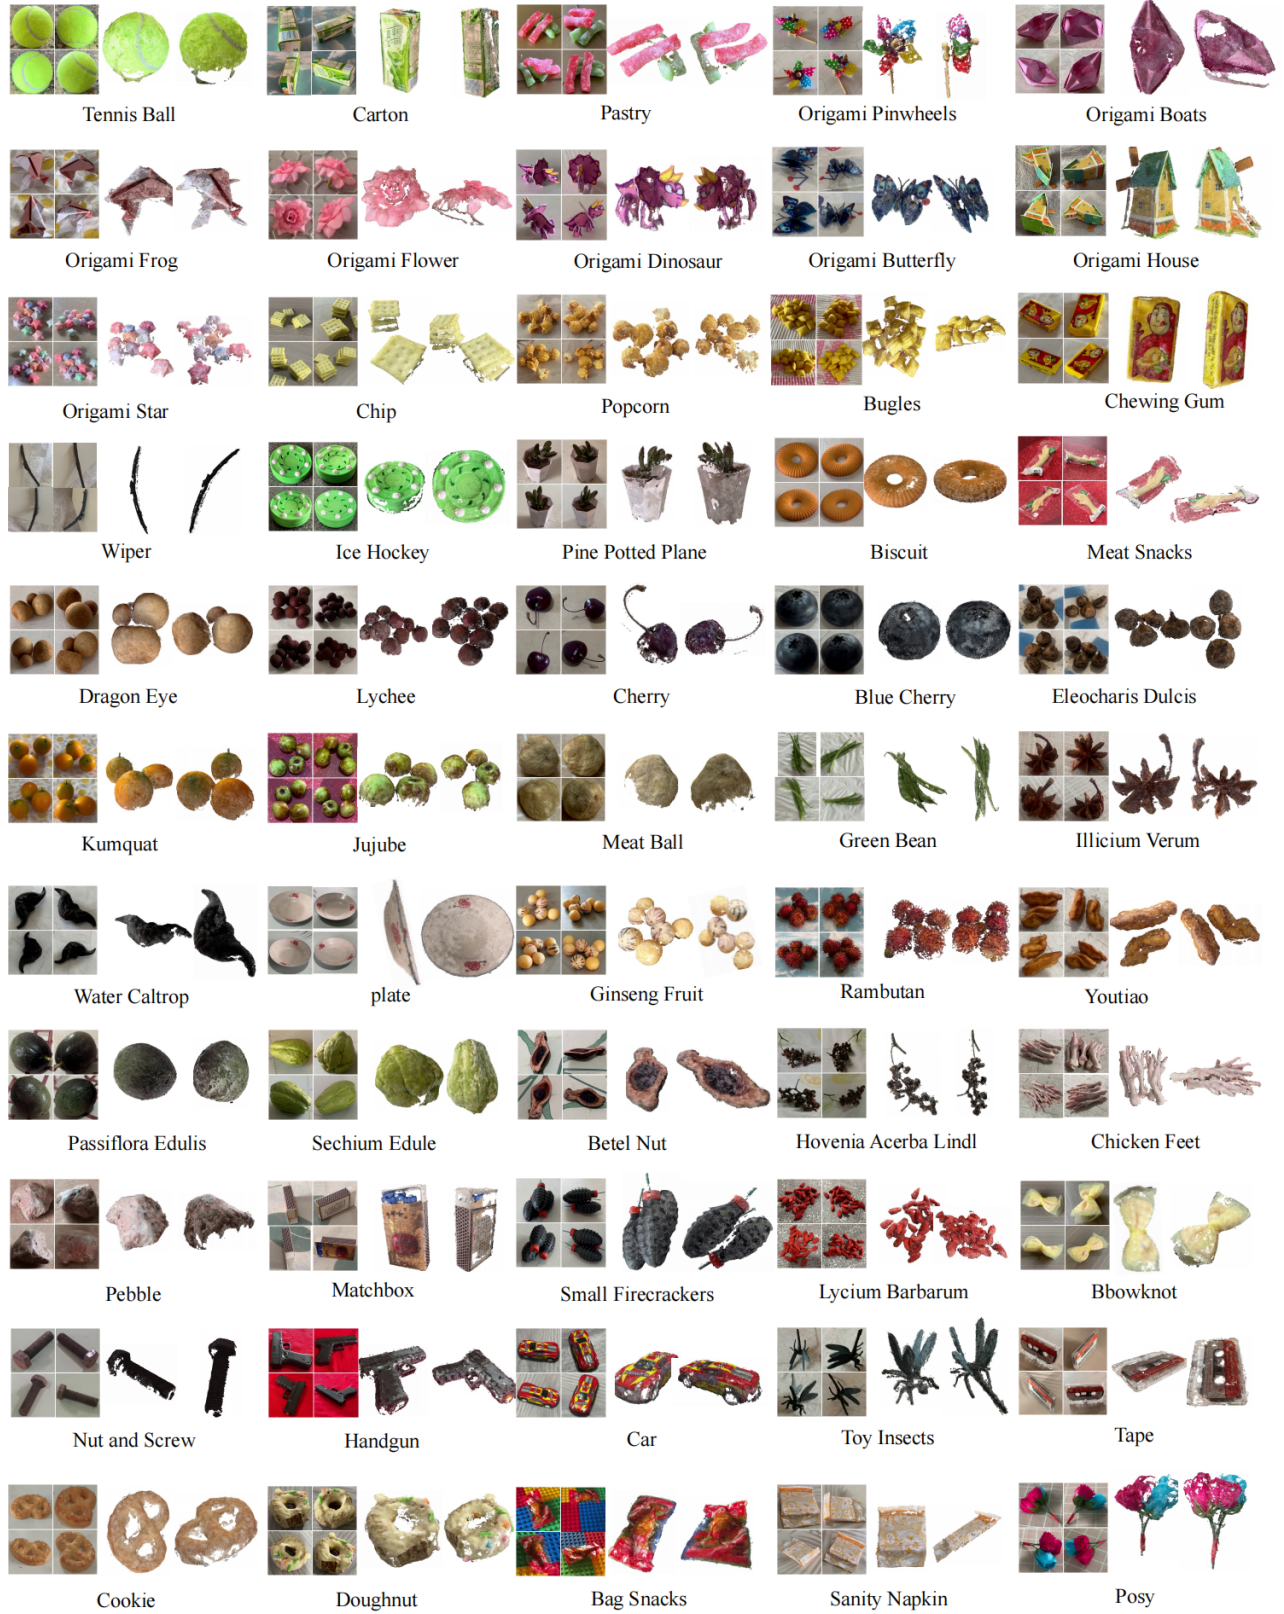 Tennis Ball
Carton
Pastry
Origami Pinwheels
Origami Boats
Origami Frog
Origami Flower
Origami Dinosaur
Origami Butterfly
Origami House
Origami Star
Chip
Popcorn
Bugles
Chewing Gum
Wiper
Ice Hockey
Pine Potted Plane
Biscuit
Meat Snacks
Dragon Eye
Lychee
Cherry
Blue Cherry
Eleocharis Dulcis
Kumquat
Jujube
Meat Ball
Green Bean
Illicium Verum
Water Caltrop
plate
Ginseng Fruit
Rambutan
Youtiao
Passiflora Edulis
Sechium Edule
Betel Nut
Hovenia Acerba Lindl
Chicken Feet
Pebble
Matchbox
Small Firecrackers
Lycium Barbarum
Bbowknot
Nut and Screw
Handgun
Car
Toy Insects
Tape
Cookie
Doughnut
Bag Snacks
Sanity Napkin
Posy